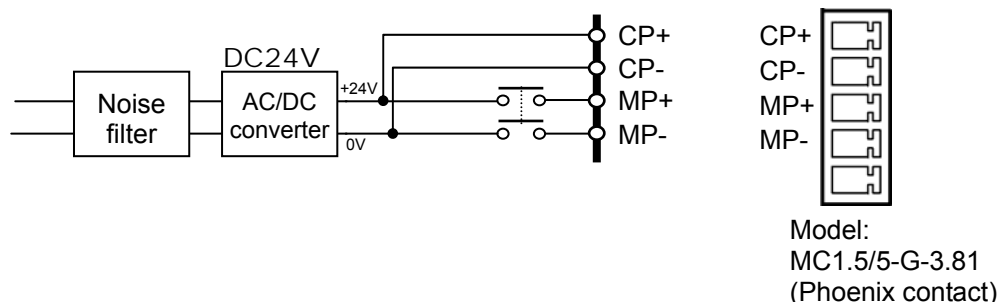 DC24V
Noise
filter
AC/DC
converter
+24V
0V
CP+
CP-
MP+
MP-
CP+
CP-
MP+
MP-
Model:
MC1.5/5-G-3.81
(Phoenix contact)